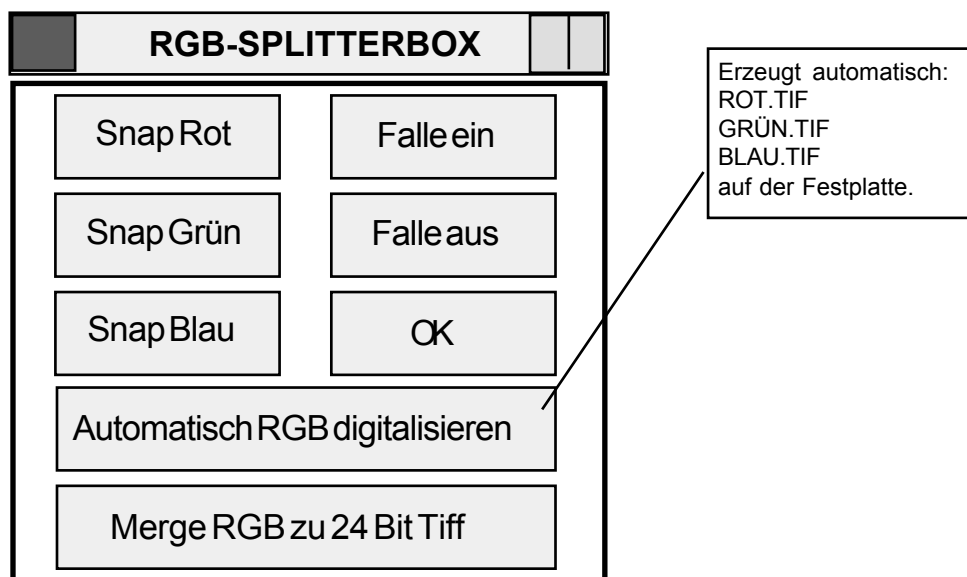 RGB-SPLITTERBOX
Snap Rot
Falle ein
Snap Grün
Falle aus
Snap Blau
OK
Automatisch RGB digitalisieren
Merge RGB zu 24 Bit Tiff
Erzeugt automatisch:
ROT.TIF
GRÜN.TIF
BLAU.TIF
auf der Festplatte.